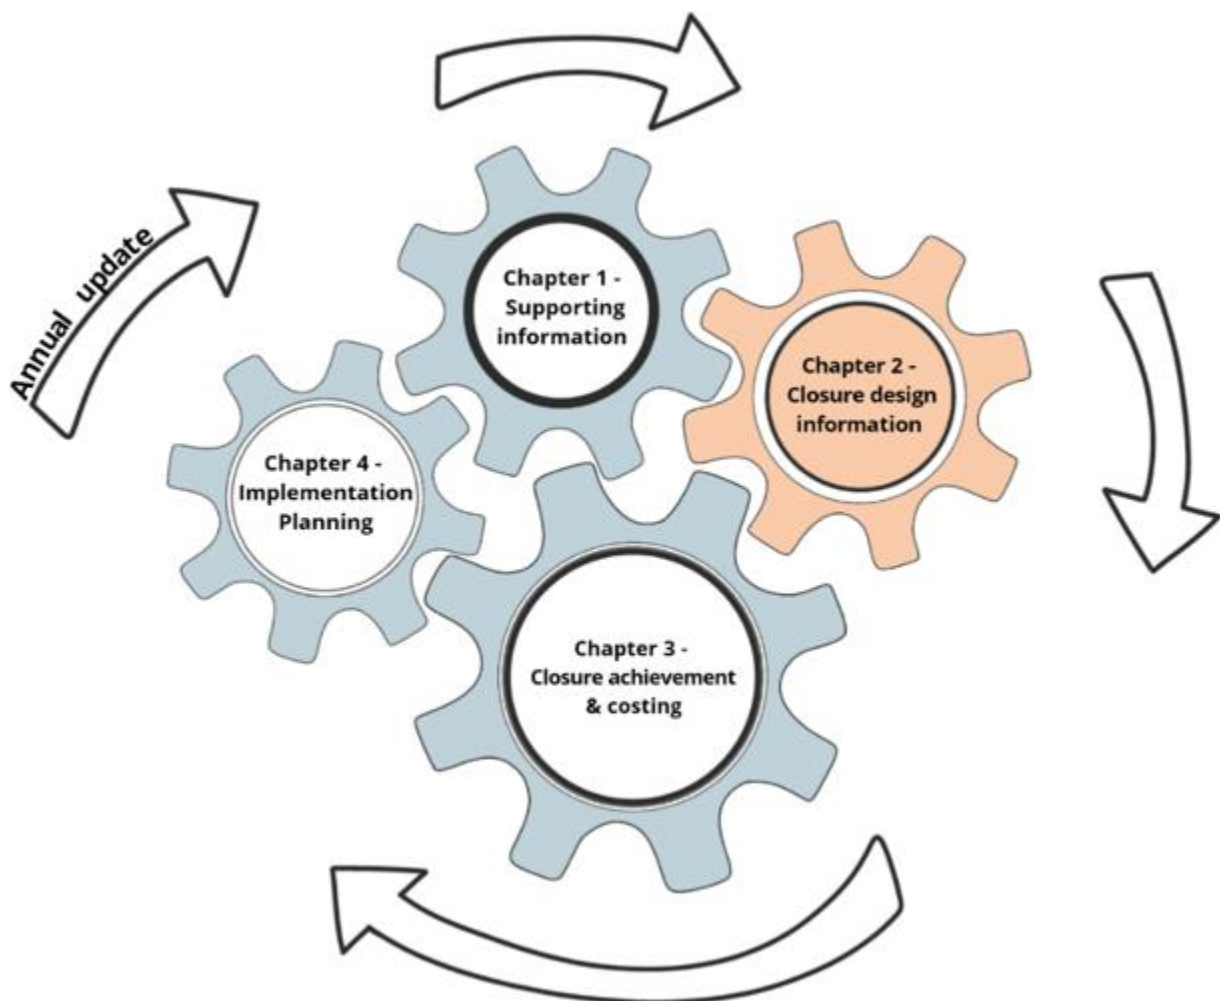 Annual update
Chapter 1 -
Supporting
information
Chapter 2 -
Closure design
information
Chapter 3 -
Closure achievement
& costing
Chapter 4 -
Implementation
Planning